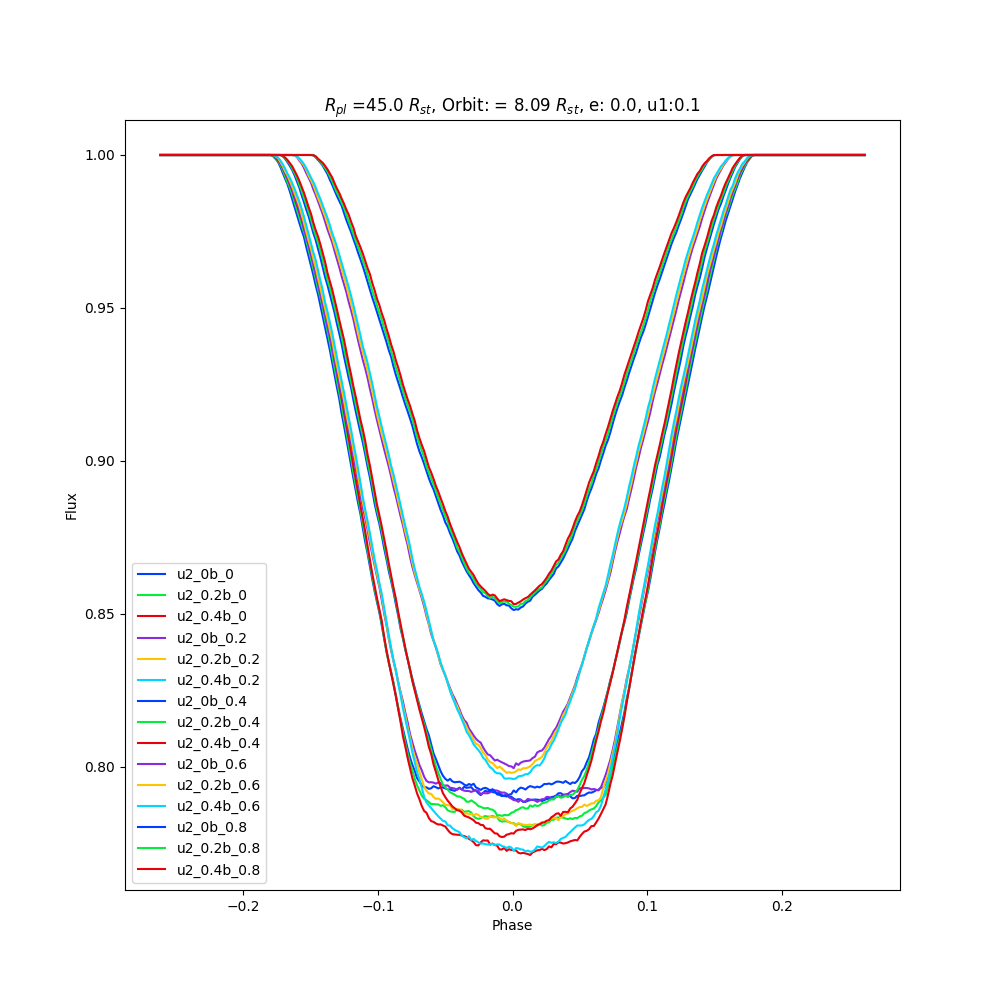 R_pl =45.0 R_st, Orbit: = 8.09 R_st, e: 0.0, u1:0.1
1.00
0.95
0.90
Flux
0.85
0.80
u2_0b_0
u2_0.2b_0
u2_0.4b_0
u2_0b_0.2
u2_0.2b_0.2
u2_0.4b_0.2
u2_0b_0.4
u2_0.2b_0.4
u2_0.4b_0.4
u2_0b_0.6
u2_0.2b_0.6
u2_0.4b_0.6
u2_0b_0.8
u2_0.2b_0.8
u2_0.4b_0.8
−0.2 −0.1 0.0 0.1 0.2
Phase